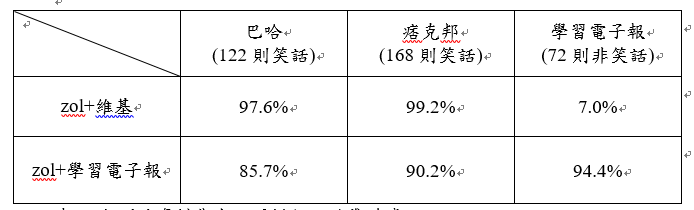 巴哈
(122 則笑話)
痞克邦
(168 則笑話)
學習電子報
(72 則非笑話)
zol+維基
97.6%
99.2%
7.0%
zol+學習電子報
85.7%
90.2%
94.4%